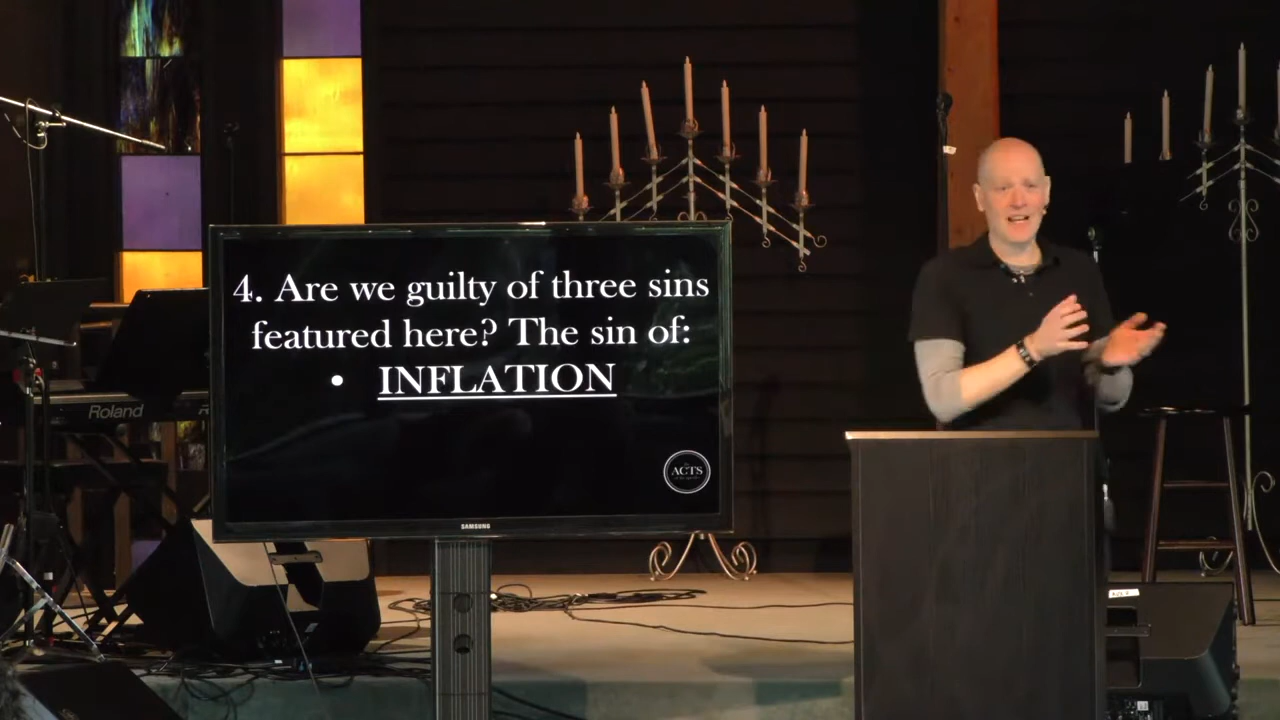 4. Are we guilty of three sins
featured here? The sin of:
• INFLATION
ACTS
SAMSUNG
Roland